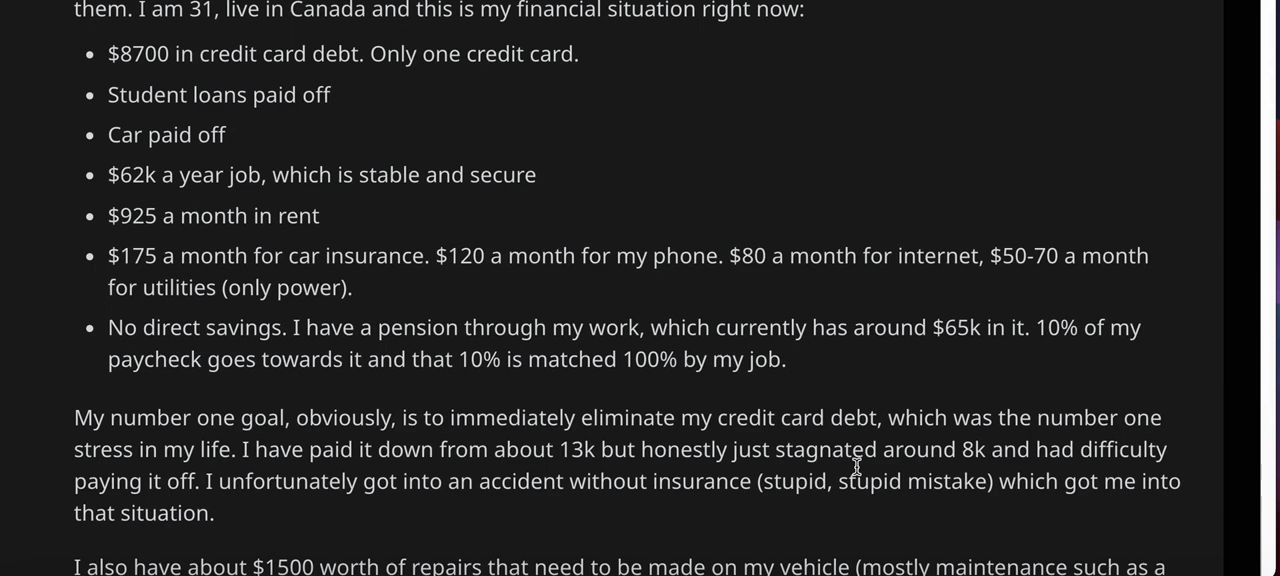 them. I am 31, live in Canada and this is my financial situation right now:
• $8700 in credit card debt. Only one credit card.
• Student loans paid off
• Car paid off
• $62k a year job, which is stable and secure
• $925 a month in rent
• $175 a month for car insurance. $120 a month for my phone. $80 a month for internet, $50-70 a month
for utilities (only power).
• No direct savings. I have a pension through my work, which currently has around $65k in it. 10% of my
paycheck goes towards it and that 10% is matched 100% by my job.
My number one goal, obviously, is to immediately eliminate my credit card debt, which was the number one
stress in my life. I have paid it down from about 13k but honestly just stagnated around 8k and had difficulty
paying it off. I unfortunately got into an accident without insurance (stupid, stupid mistake) which got me into
that situation.
I also have about $1500 worth of repairs that need to be made on my vehicle (mostly maintenance such as a